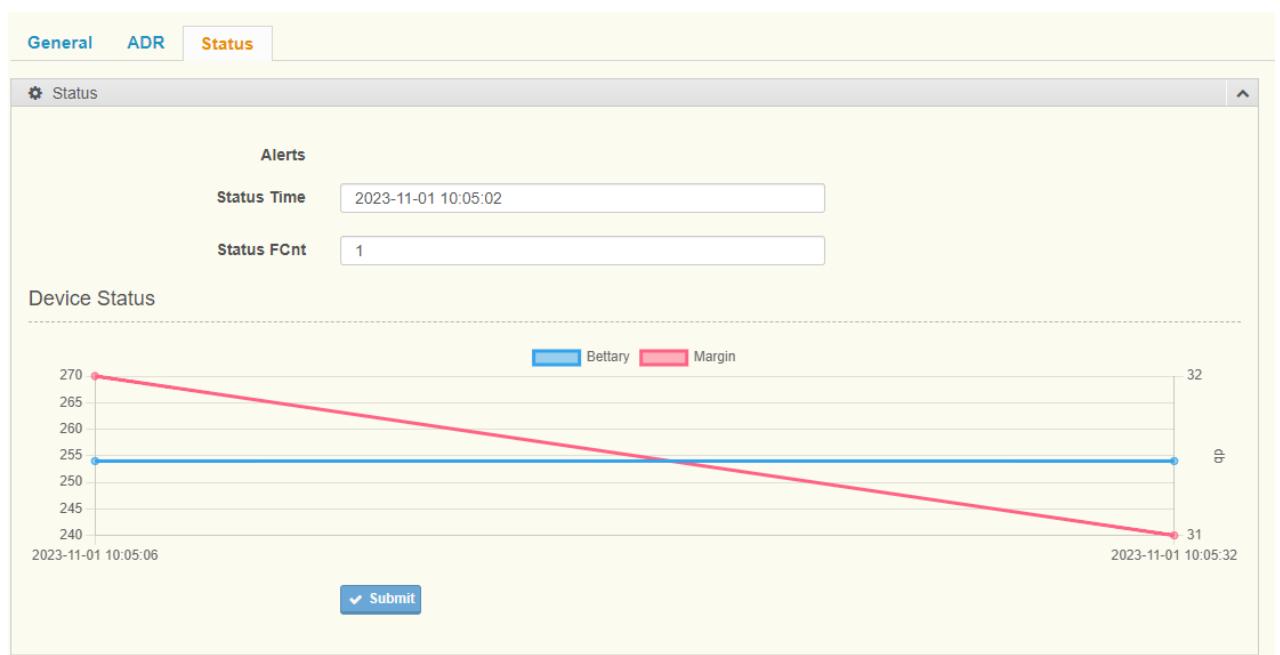 General ADR Status
Status
Alerts
Status Time 2023-11-01 10:05:02
Status FCnt 1
Device Status
Bettary Margin
270 32
265
260
255
db
250
245
240 31
2023-11-01 10:05:06 2023-11-01 10:05:32
Submit